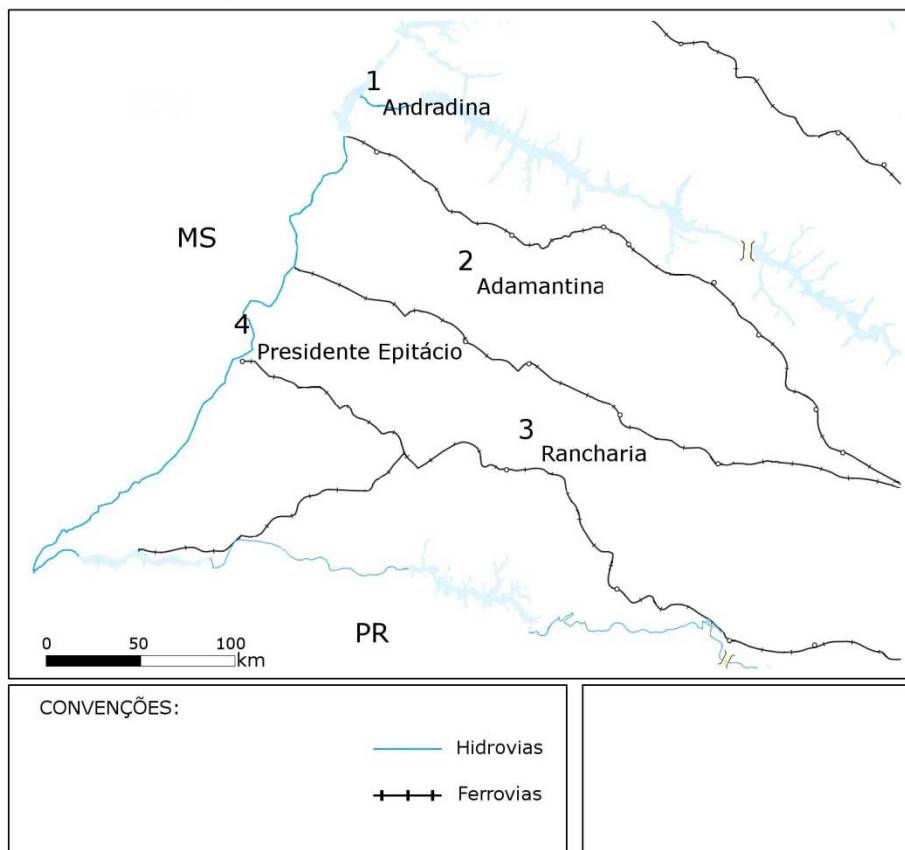 1
Andradina
MS
2
Adamantina
4
Presidente Epitácio
3
Rancharia
PR
0 50 100
km
CONVENÇÕES:
Hidrovias
Ferrovias